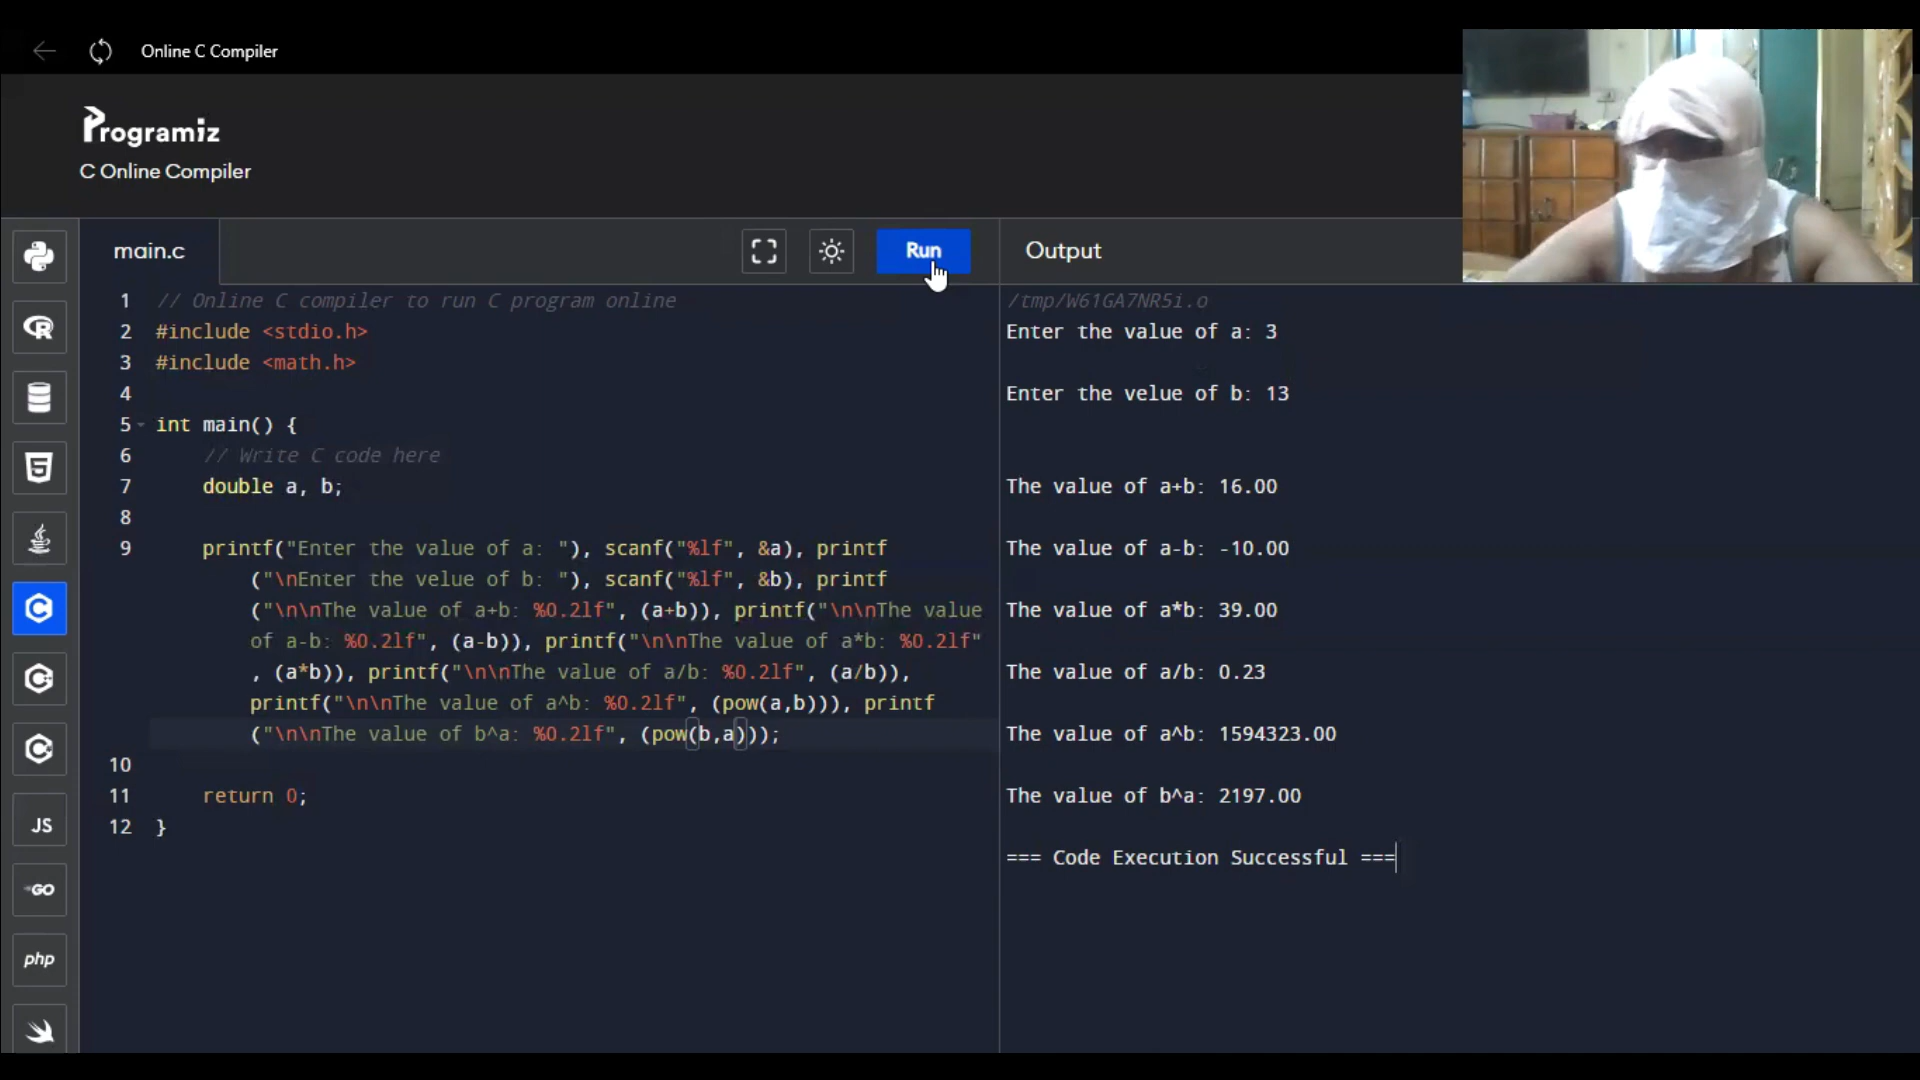 Online C Compiler
Programiz
C Online Compiler
main.c
Run
Output
1 // Online C compiler to run C program online
2 #include <stdio.h>
3 #include <math.h>
4
5 int main() {
6 // Write C code here
7 double a, b;
8
9 printf("Enter the value of a: "), scanf("%lf", &a), printf
("\nEnter the velue of b: "), scanf("%lf", &b), printf
("\n\nThe value of a+b: %0.2lf", (a+b)), printf("\n\nThe value
of a-b: %0.2lf", (a-b)), printf("\n\nThe value of a*b: %0.2lf"
, (a*b)), printf("\n\nThe value of a/b: %0.2lf", (a/b)),
printf("\n\nThe value of a^b: %0.2lf", (pow(a,b))), printf
("\n\nThe value of b^a: %0.2lf", (pow(b,a)));
10
11 return 0;
12 }
/tmp/W61GA7NR5i.o
Enter the value of a: 3
Enter the velue of b: 13
The value of a+b: 16.00
The value of a-b: -10.00
The value of a*b: 39.00
The value of a/b: 0.23
The value of a^b: 1594323.00
The value of b^a: 2197.00
=== Code Execution Successful ===
R
5
C
C
C
JS
GO
php